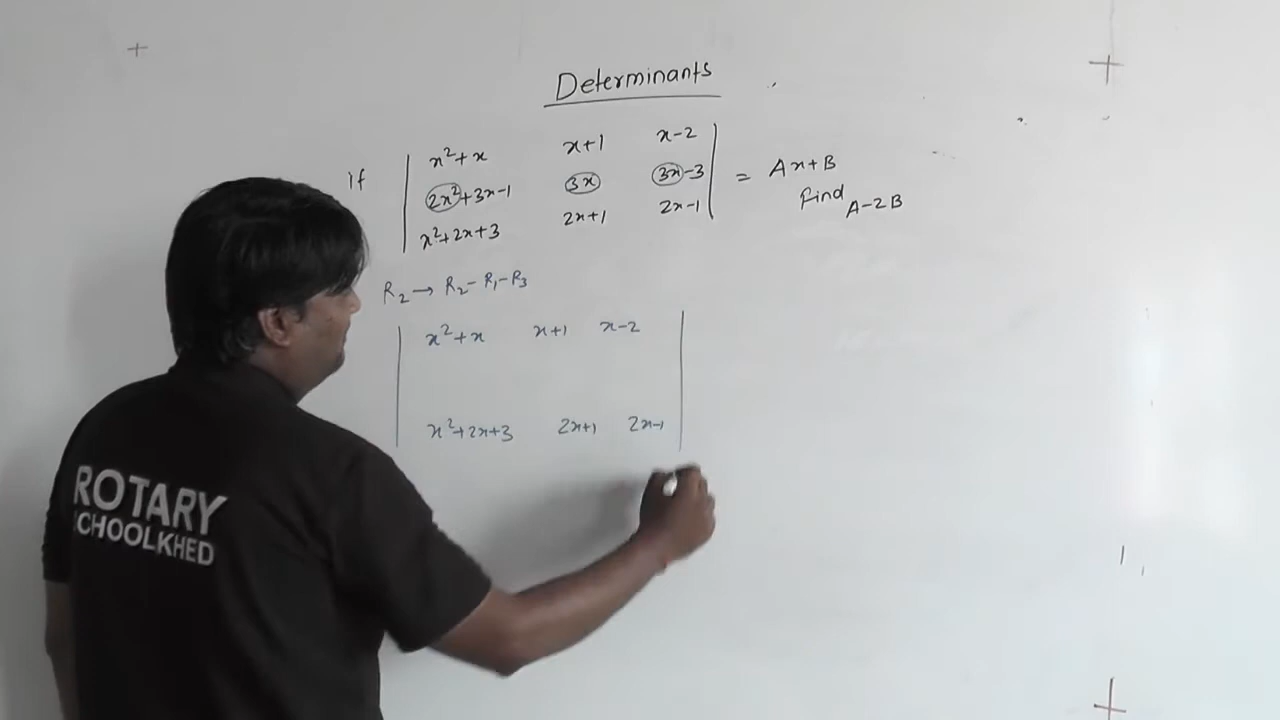 Determinants
If
x²+x x+1 x-2
2x²+3x-1 3x 3x-3
x²+2x+3 2x+1 2x-1
= Ax+B
find A-2B
R₂→ R₂-R₁-R₃
x²+x x+1 x-2
x²+2x+3 2x+1 2x-1
ROTARY
CHOOLKHED